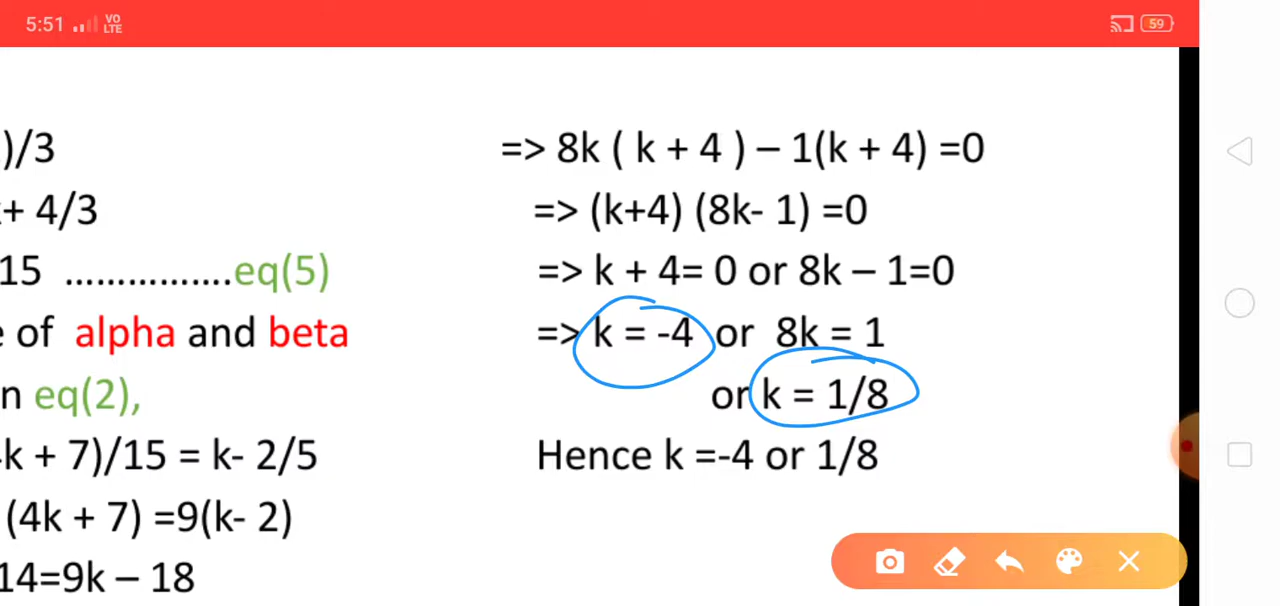 5:51 VO LTE 59
)/3
+ 4/3
15 ................eq(5)
e of alpha and beta
n eq(2),
k + 7)/15 = k- 2/5
(4k + 7) =9(k- 2)
14=9k – 18
=> 8k ( k + 4 ) – 1(k + 4) =0
=> (k+4) (8k- 1) =0
=> k + 4= 0 or 8k – 1=0
=> k = -4 or 8k = 1
or k = 1/8
Hence k =-4 or 1/8